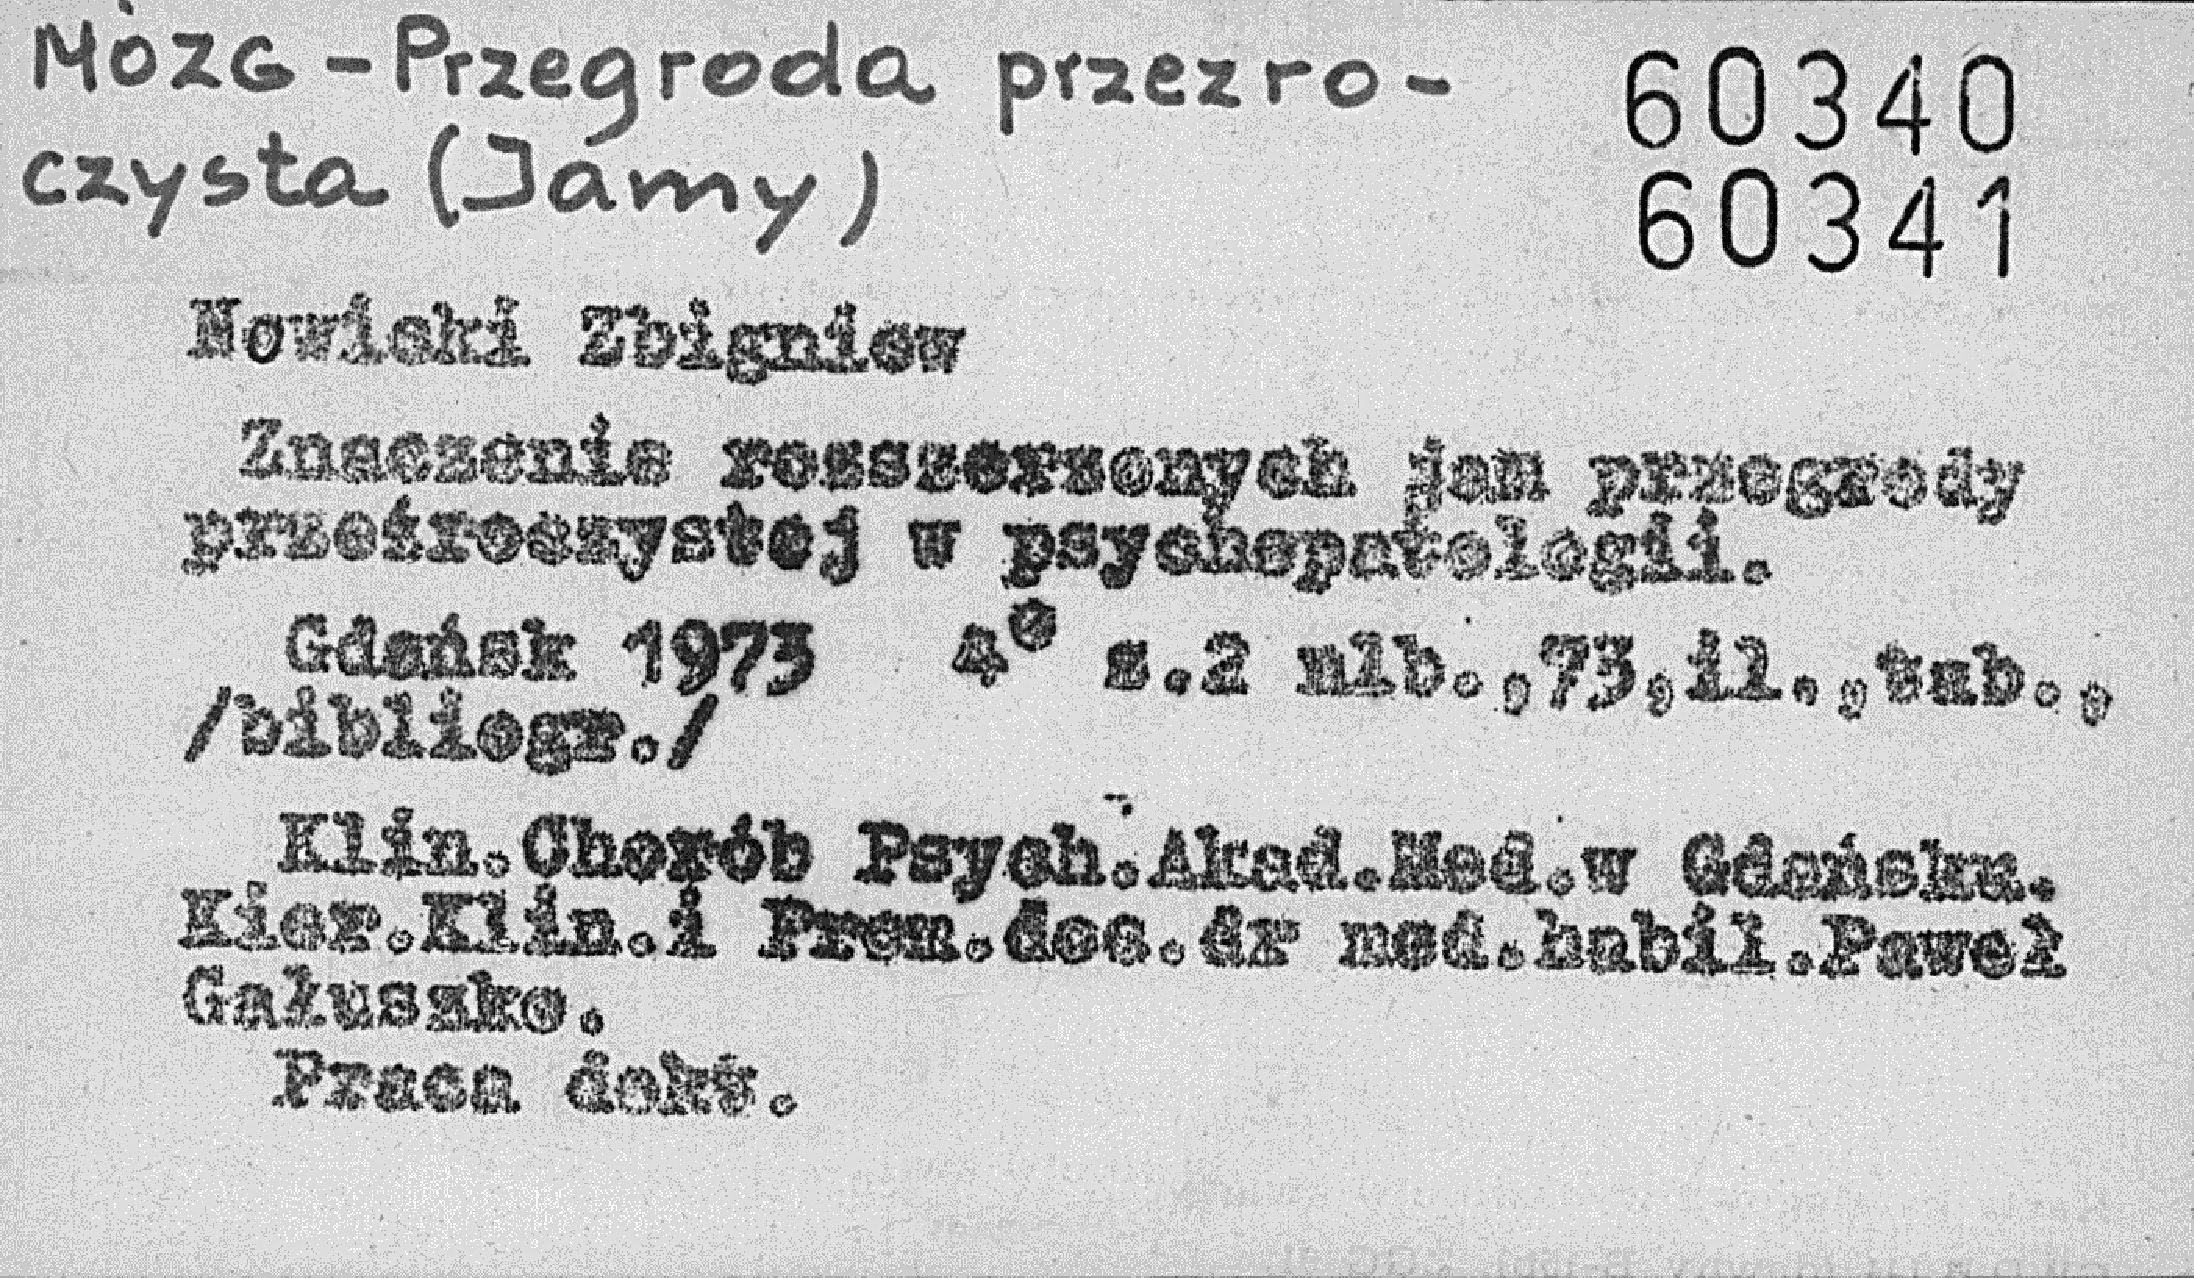 MÓZG - Przegroda przezro-
czysta (Jamy)
60340
60341
Nowicki Zbigniew
Znaczenie rozszerzonych jam przegrody
przeźroczystej w psychopatologii.
Gdańsk 1973 4° s.2 nlb.,73,il.,tab.,
/bibliogr./
Klin.Chorób Psych.Akad.Med.w Gdańsku.
Kier.Klin.i Prom.doc.dr med.habil.Paweł
Gałuszko.
Praca dokt.